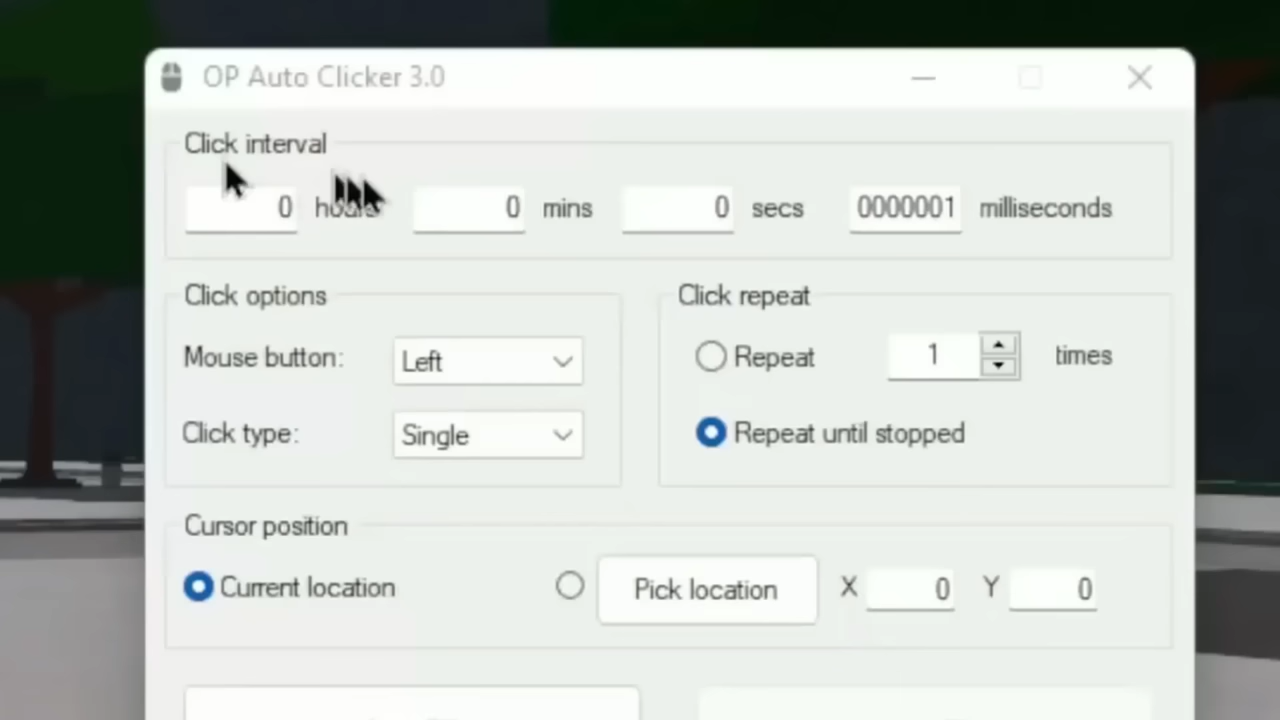 OP Auto Clicker 3.0
Click interval
0 hours 0 mins 0 secs 0000001 milliseconds
Click options
Click repeat
Mouse button: Left
Repeat 1 times
Click type: Single
Repeat until stopped
Cursor position
Current location Pick location X 0 Y 0